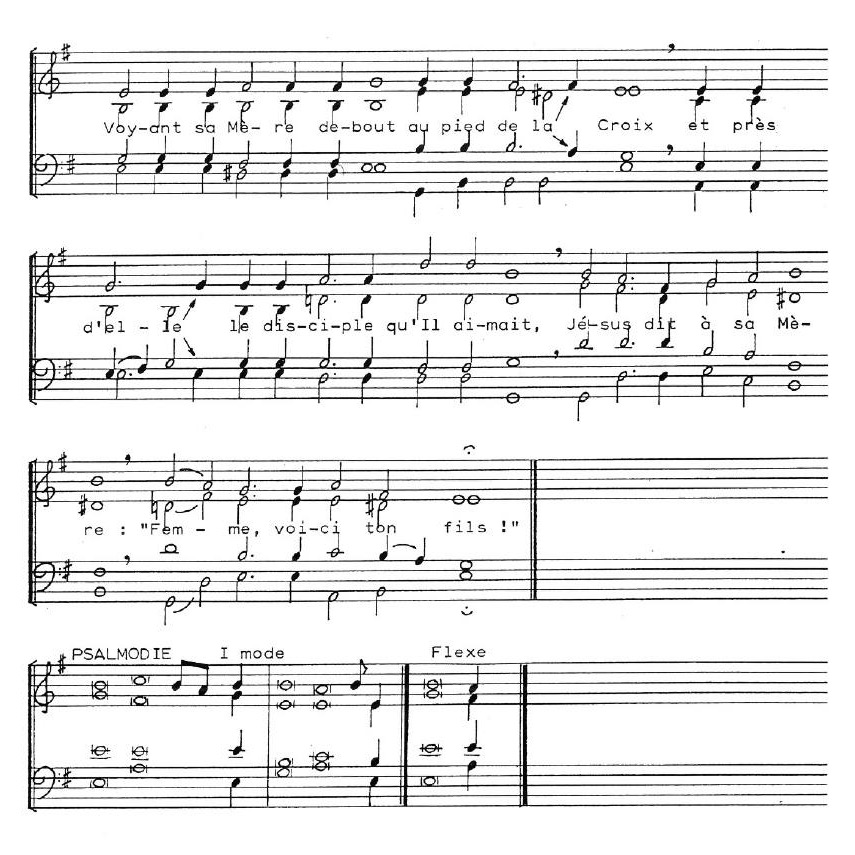 Voy-ant sa Mè- re de-bout au pied de la Croix et près
d'el - le le dis-ci-ple qu'Il ai-mait, Jé-sus dit à sa Mè-
re : "Fem - me, voi-ci ton fils !"
PSALMODIE I mode Flexe